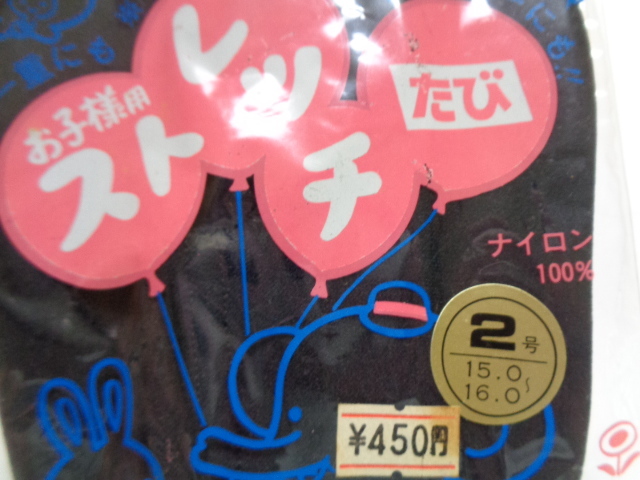 お子様用
ストレッチ
たび
ナイロン
100%
2号
15.0~
16.0
¥450円